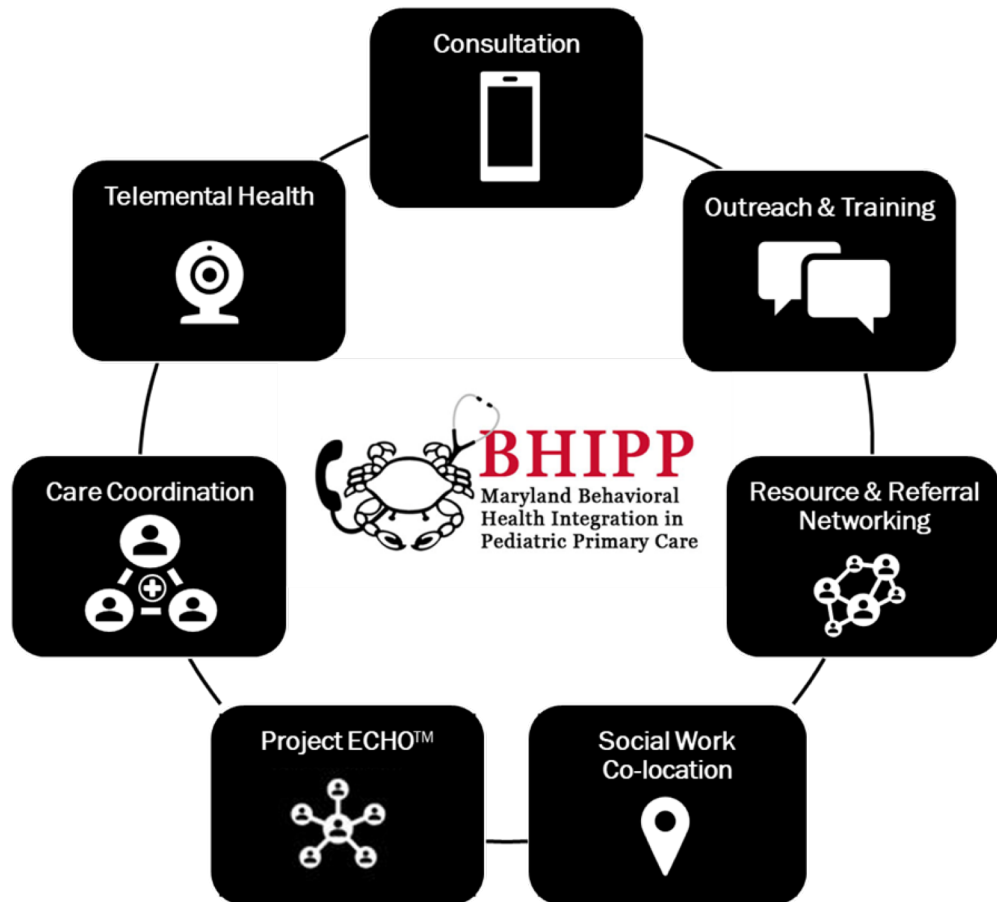 Consultation
Outreach & Training
Resource & Referral
Networking
Social Work
Co-location
Project ECHO™
Care Coordination
Telemental Health
BHIPP
Maryland Behavioral
Health Integration in
Pediatric Primary Care